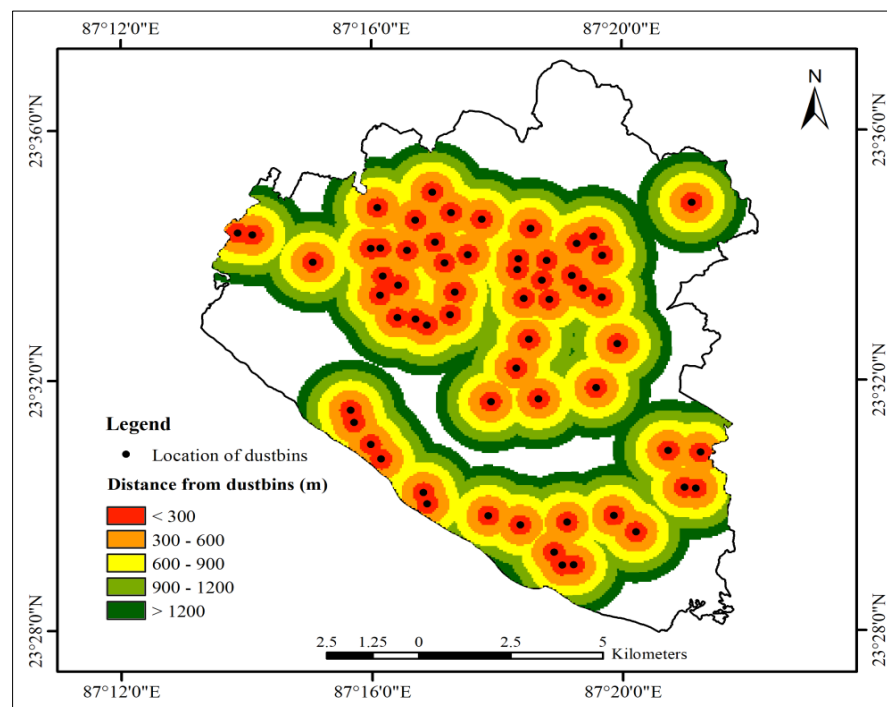 87°12'0"E 87°16'0"E 87°20'0"E
N
23°36'0"N 23°36'0"N
23°32'0"N 23°32'0"N
Legend
Location of dustbins
Distance from dustbins (m)
< 300
300 - 600
600 - 900
900 - 1200
> 1200
23°28'0"N 23°28'0"N
2.5 1.25 0 2.5 5
Kilometers
87°12'0"E 87°16'0"E 87°20'0"E